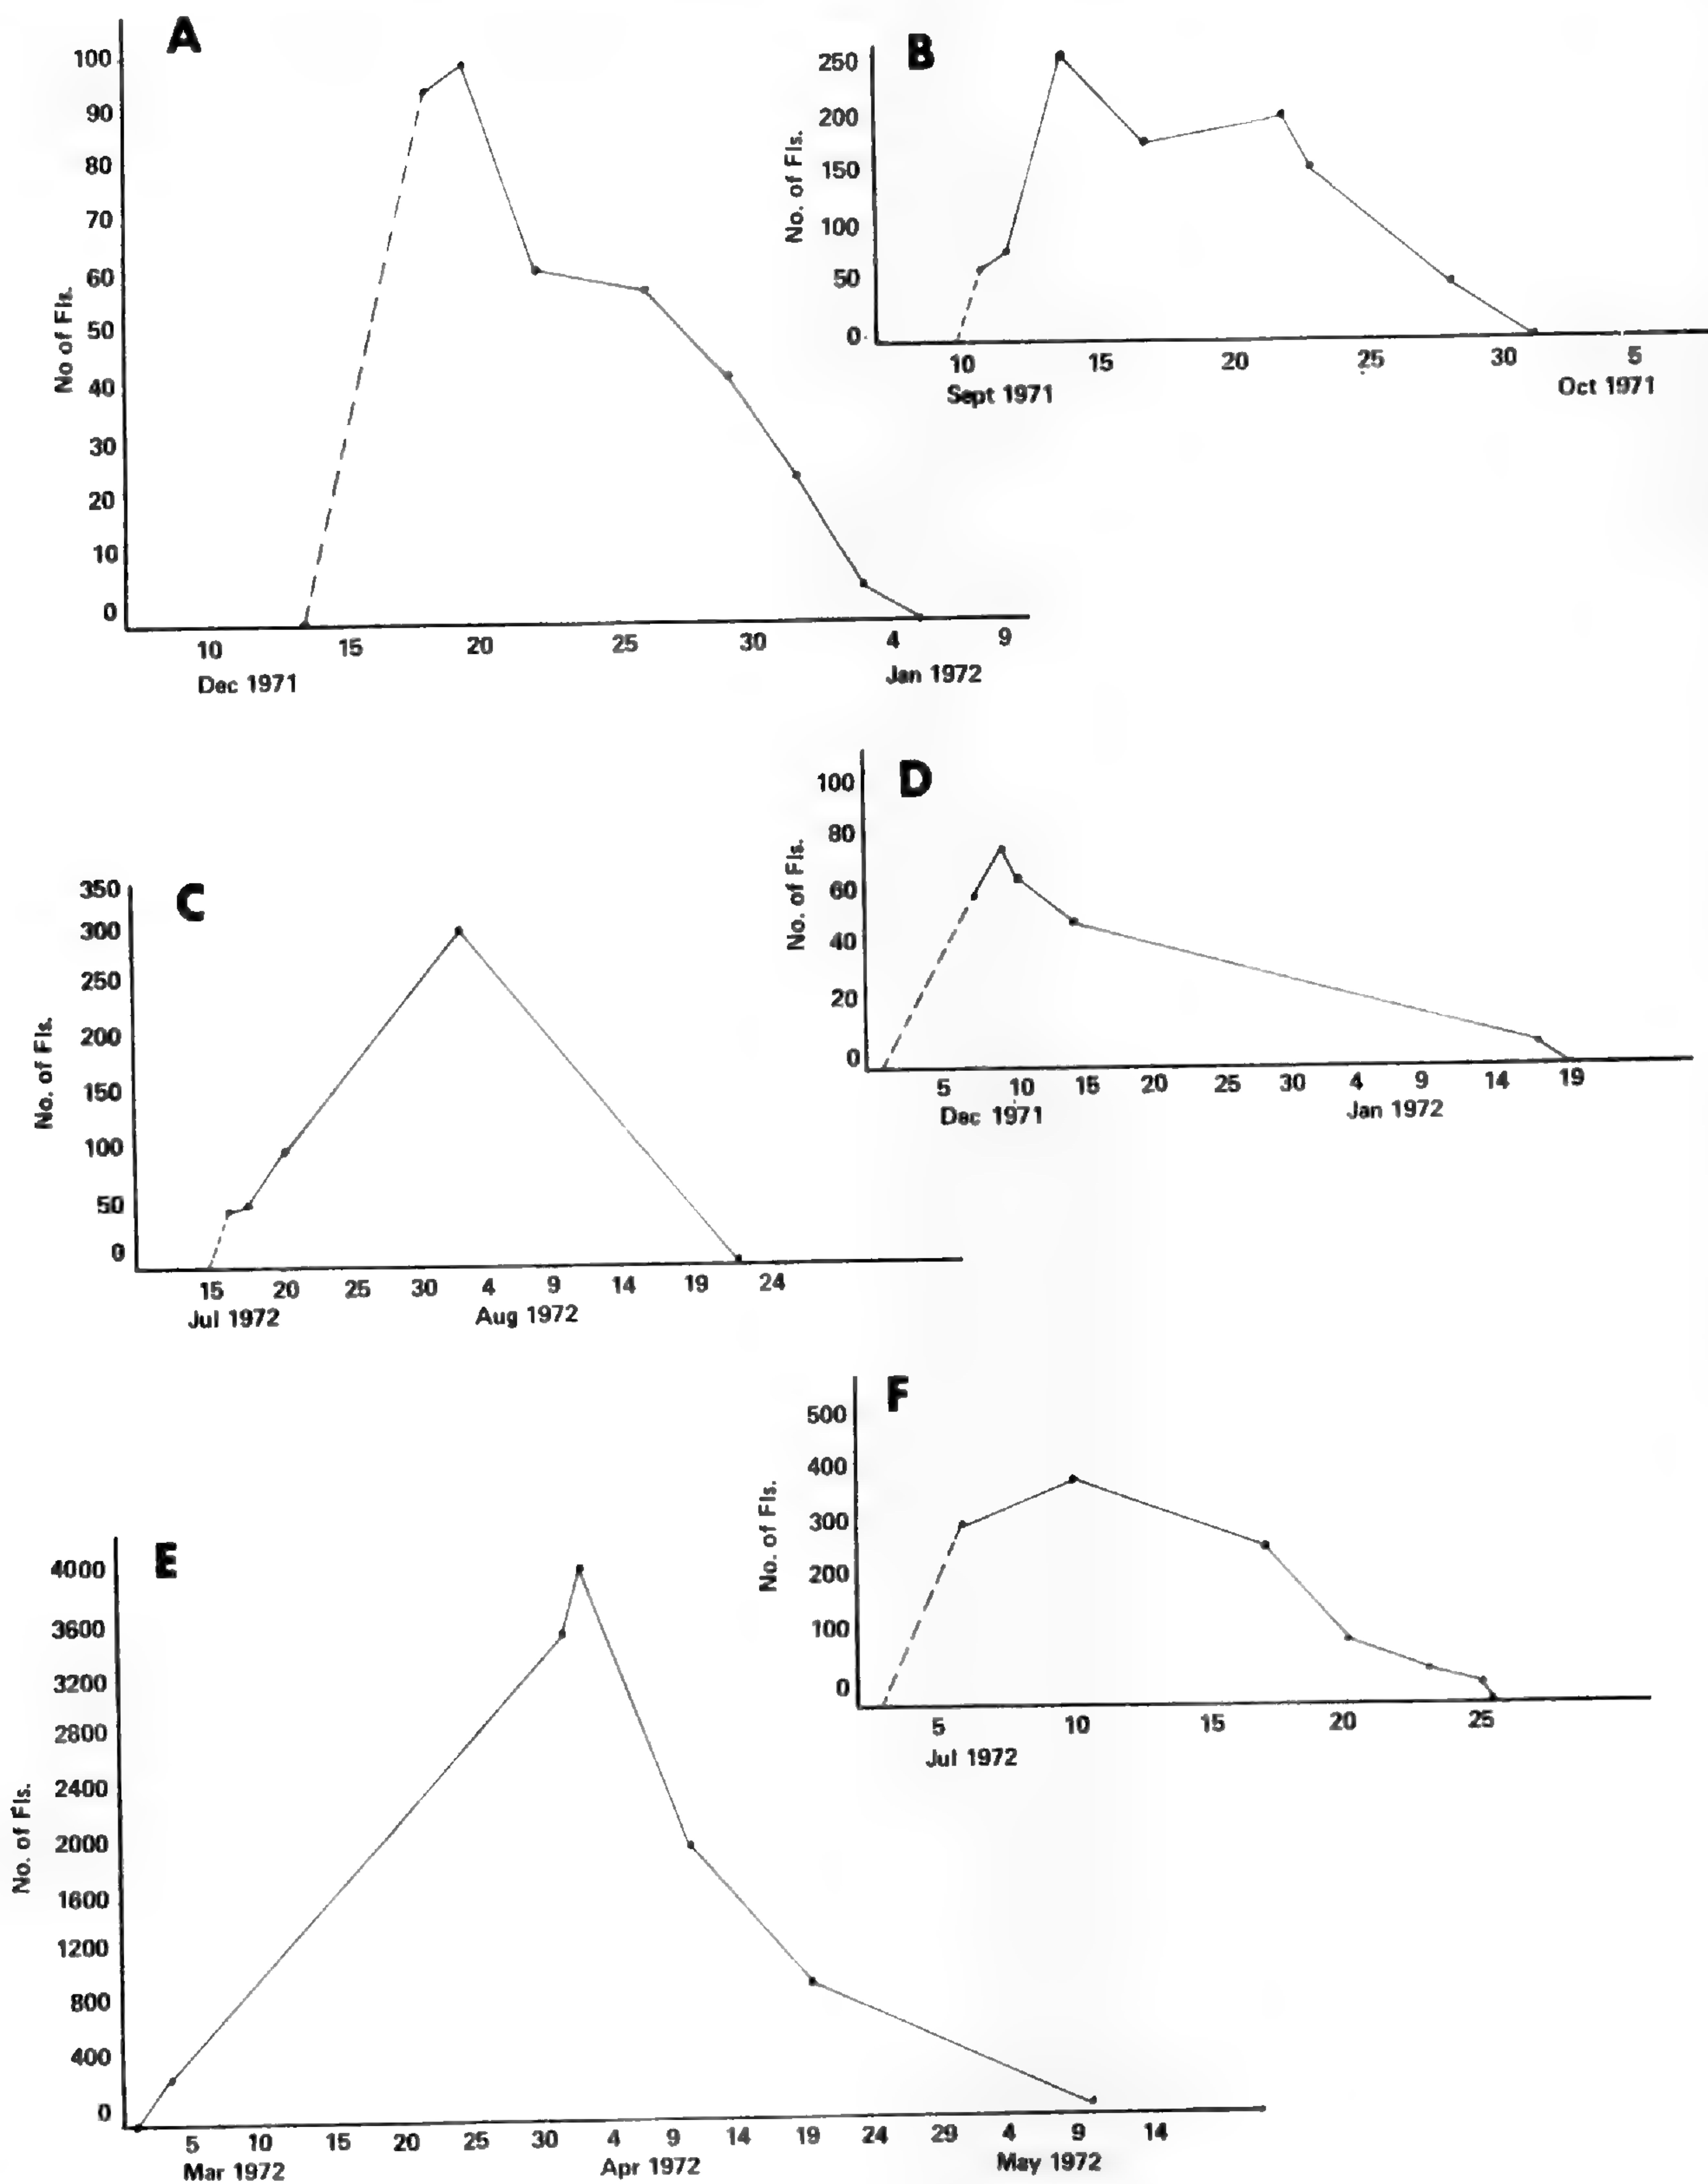 A
100
90
80
70
60
50
40
30
20
10
0
No of Fls.
10 15 20 25 30 4 9
Dec 1971 Jan 1972
B
250
200
150
100
50
0
No. of Fls.
10 15 20 25 30 5
Sept 1971 Oct 1971
C
350
300
250
200
150
100
50
0
No. of Fls.
15 20 25 30 4 9 14 19 24
Jul 1972 Aug 1972
D
100
80
60
40
20
0
No. of Fls.
5 10 15 20 25 30 4 9 14 19
Dec 1971 Jan 1972
E
4000
3600
3200
2800
2400
2000
1600
1200
800
400
0
No. of Fls.
5 10 15 20 25 30 4 9 14 19 24 29 4 9 14
Mar 1972 Apr 1972 May 1972
F
500
400
300
200
100
0
No. of Fls.
5 10 15 20 25
Jul 1972